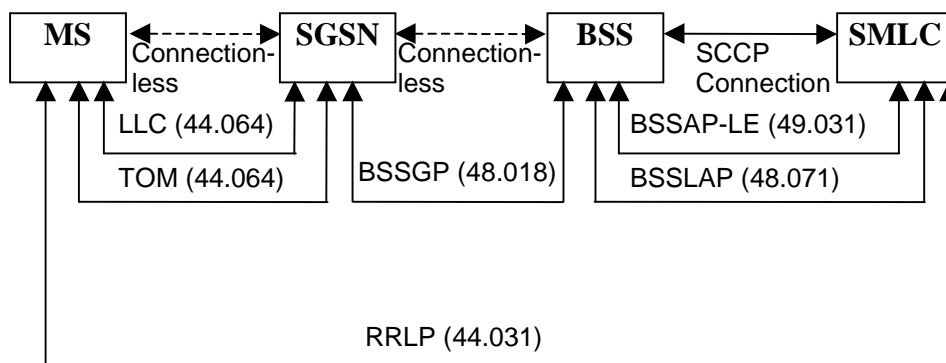 MS
SGSN
BSS
SMLC
Connection-
less
Connection-
less
SCCP
Connection
LLC (44.064)
BSSAP-LE (49.031)
TOM (44.064)
BSSGP (48.018)
BSSLAP (48.071)
RRLP (44.031)